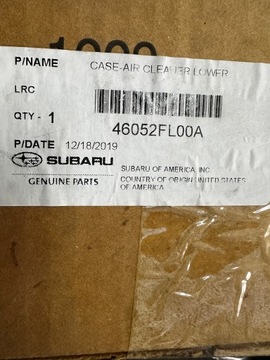 P/NAME CASE-AIR CLEANER LOWER
LRC
QTY - 1
46052FL00A
P/DATE 12/18/2019
SUBARU SUBARU OF AMERICA, INC
GENUINE PARTS COUNTRY OF ORIGIN UNITED STATES
OF AMERICA